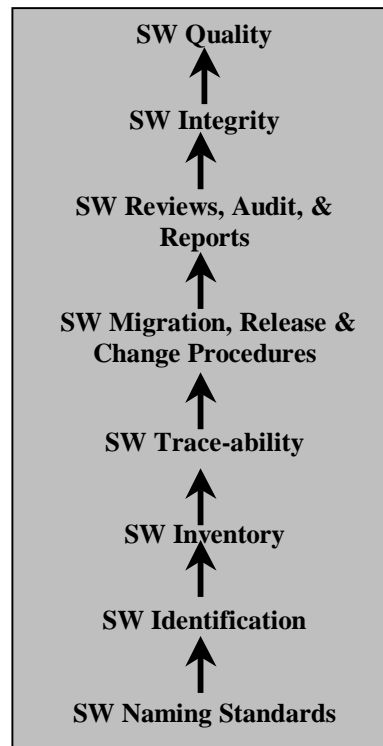 SW Quality
SW Integrity
SW Reviews, Audit, &
Reports
SW Migration, Release &
Change Procedures
SW Trace-ability
SW Inventory
SW Identification
SW Naming Standards